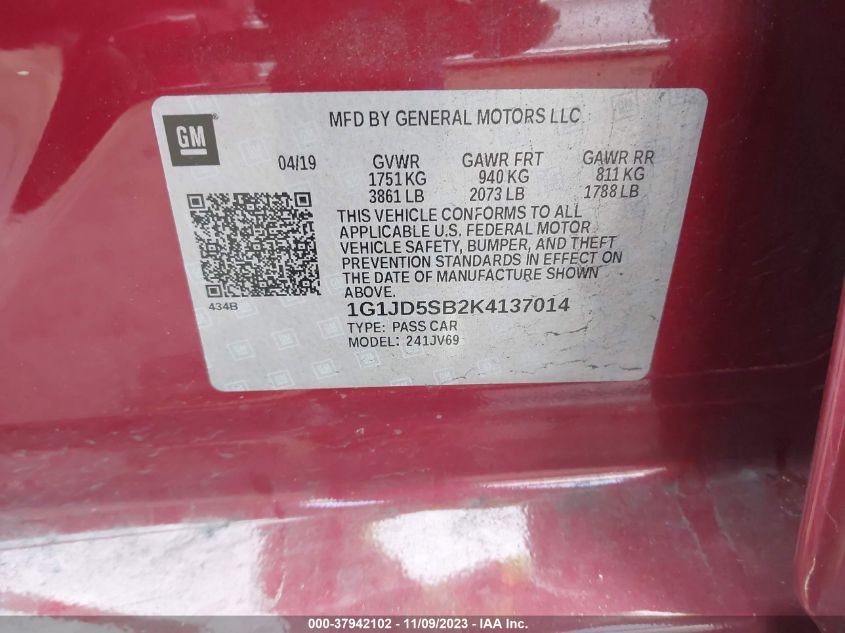 GM
MFD BY GENERAL MOTORS LLC
04/19 GVWR GAWR FRT GAWR RR
1751 KG 940 KG 811 KG
3861 LB 2073 LB 1788 LB
THIS VEHICLE CONFORMS TO ALL
APPLICABLE U.S. FEDERAL MOTOR
VEHICLE SAFETY, BUMPER, AND THEFT
PREVENTION STANDARDS IN EFFECT ON
THE DATE OF MANUFACTURE SHOWN
ABOVE.
434B
1G1JD5SB2K4137014
TYPE: PASS CAR
MODEL: 241JV69
000-37942102 - 11/09/2023 - IAAI.com